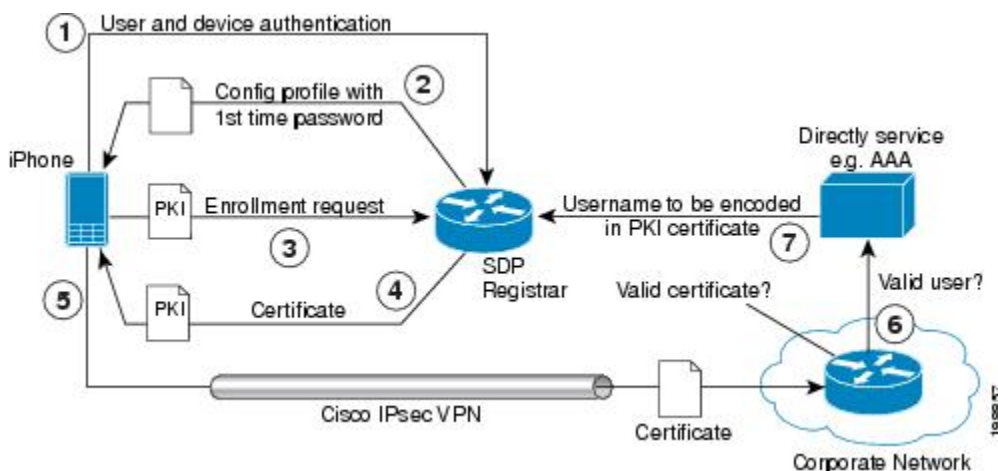 1
User and device authentication
2
Config profile with
1st time password
iPhone
Directly service
e.g. AAA
PKI
Enrollment request
3
Username to be encoded
in PKI certificate
7
SDP
Registrar
4
5
PKI
Certificate
Valid certificate?
Valid user?
6
Cisco IPsec VPN
Certificate
Corporate Network